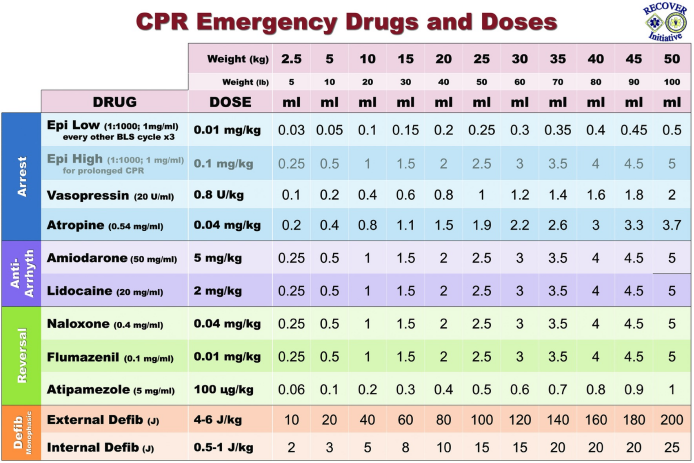 CPR Emergency Drugs and Doses
RECOVER
Initiative
Weight (kg) 2.5 5 10 15 20 25 30 35 40 45 50
Weight (lb) 5 10 20 30 40 50 60 70 80 90 100
DRUG DOSE ml ml ml ml ml ml ml ml ml ml ml
Arrest
Epi Low (1:1000; 1mg/ml) 0.01 mg/kg 0.03 0.05 0.1 0.15 0.2 0.25 0.3 0.35 0.4 0.45 0.5
every other BLS cycle x3
Epi High (1:1000; 1 mg/ml) 0.1 mg/kg 0.25 0.5 1 1.5 2 2.5 3 3.5 4 4.5 5
for prolonged CPR
Vasopressin (20 U/ml) 0.8 U/kg 0.1 0.2 0.4 0.6 0.8 1 1.2 1.4 1.6 1.8 2
Atropine (0.54 mg/ml) 0.04 mg/kg 0.2 0.4 0.8 1.1 1.5 1.9 2.2 2.6 3 3.3 3.7
Anti-
Arrhyth
Amiodarone (50 mg/ml) 5 mg/kg 0.25 0.5 1 1.5 2 2.5 3 3.5 4 4.5 5
Lidocaine (20 mg/ml) 2 mg/kg 0.25 0.5 1 1.5 2 2.5 3 3.5 4 4.5 5
Reversal
Naloxone (0.4 mg/ml) 0.04 mg/kg 0.25 0.5 1 1.5 2 2.5 3 3.5 4 4.5 5
Flumazenil (0.1 mg/ml) 0.01 mg/kg 0.25 0.5 1 1.5 2 2.5 3 3.5 4 4.5 5
Atipamezole (5 mg/ml) 100 µg/kg 0.06 0.1 0.2 0.3 0.4 0.5 0.6 0.7 0.8 0.9 1
Defib
Monophasic
External Defib (J) 4-6 J/kg 10 20 40 60 80 100 120 140 160 180 200
Internal Defib (J) 0.5-1 J/kg 2 3 5 8 10 15 15 20 20 20 25